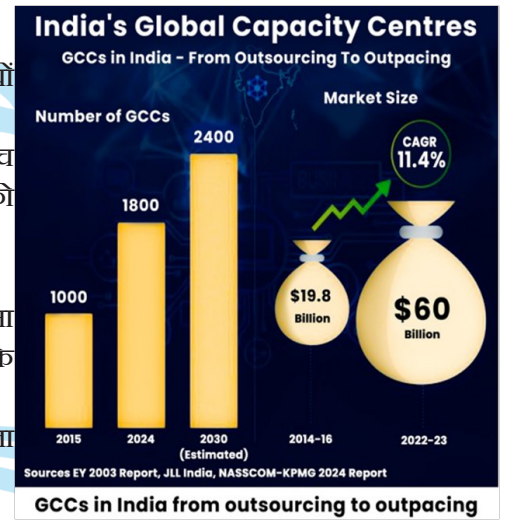 India's Global Capacity Centres
GCCs in India - From Outsourcing To Outpacing
Number of GCCs
Market Size
2400
1800
1000
CAGR
11.4%
$19.8
Billion
$60
Billion
2015
2024
2030
(Estimated)
2014-16
2022-23
Sources EY 2003 Report, JLL India, NASSCOM-KPMG 2024 Report
GCCs in India from outsourcing to outpacing